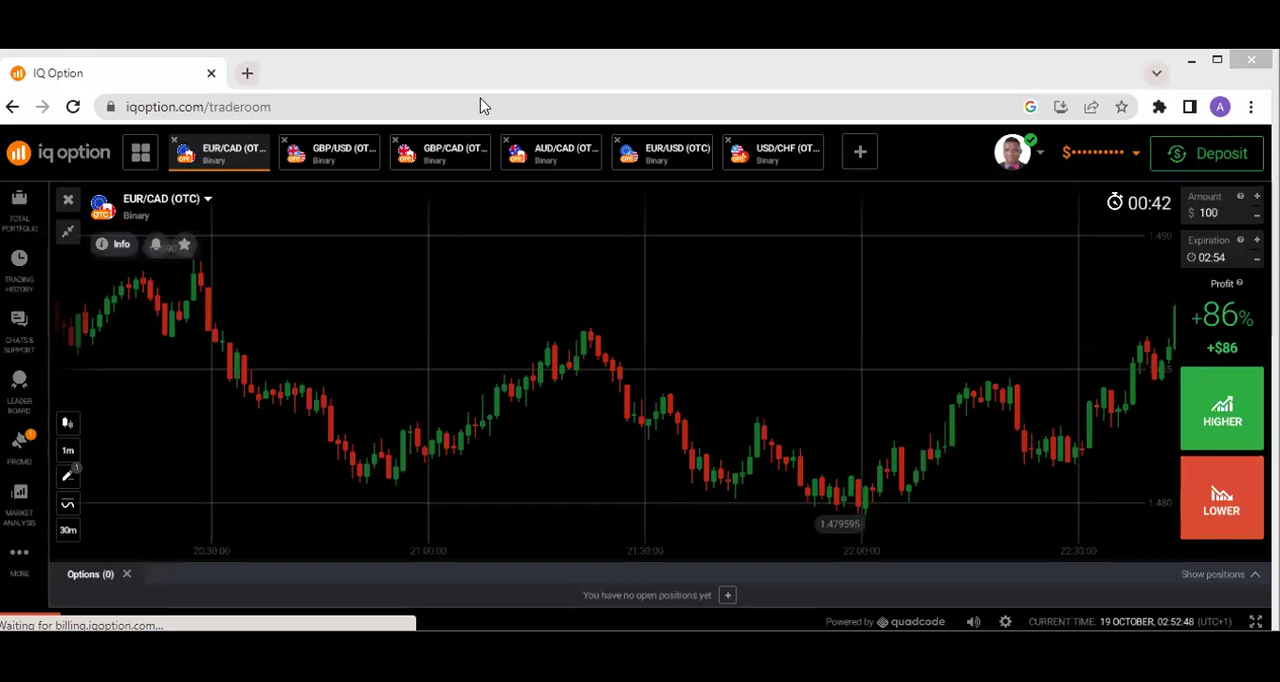 IQ Option
iqoption.com/traderoom
A
iq option
EUR/CAD (OT...
Binary
GBP/USD (OT...
Binary
GBP/CAD (OT...
Binary
AUD/CAD (OT...
Binary
EUR/USD (OTC)
Binary
USD/CHF (OT...
Binary
Deposit
TOTAL
PORTFOLIO
TRADING
HISTORY
CHATS &
SUPPORT
LEADER
BOARD
1
PROMO
MARKET
ANALYSIS
MORE
EUR/CAD (OTC)
Binary
OTC
Info
00:42
1.490
1.480
1.479595
1m
1
30m
20:30:00
21:00:00
21:30:00
22:00:00
22:30:00
Amount
$ 100
Expiration
02:54
Profit
+86%
+$86
HIGHER
LOWER
Options (0)
Show positions
You have no open positions yet
Waiting for billing.iqoption.com...
Powered by quadcode
CURRENT TIME: 19 OCTOBER, 02:52:48 (UTC+1)